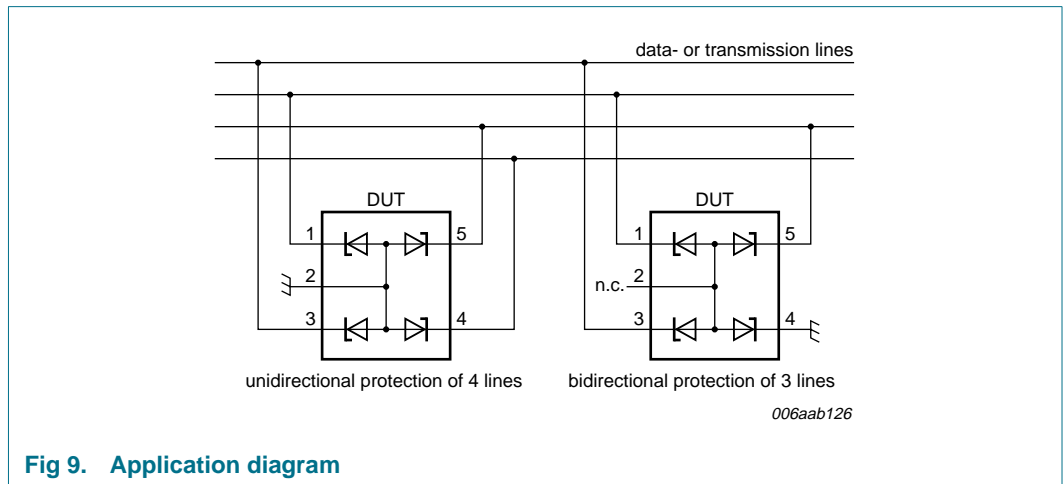 data- or transmission lines
DUT
DUT
1
5
1
5
2
n.c.
2
3
4
3
4
unidirectional protection of 4 lines
bidirectional protection of 3 lines
006aab126
Fig 9. Application diagram